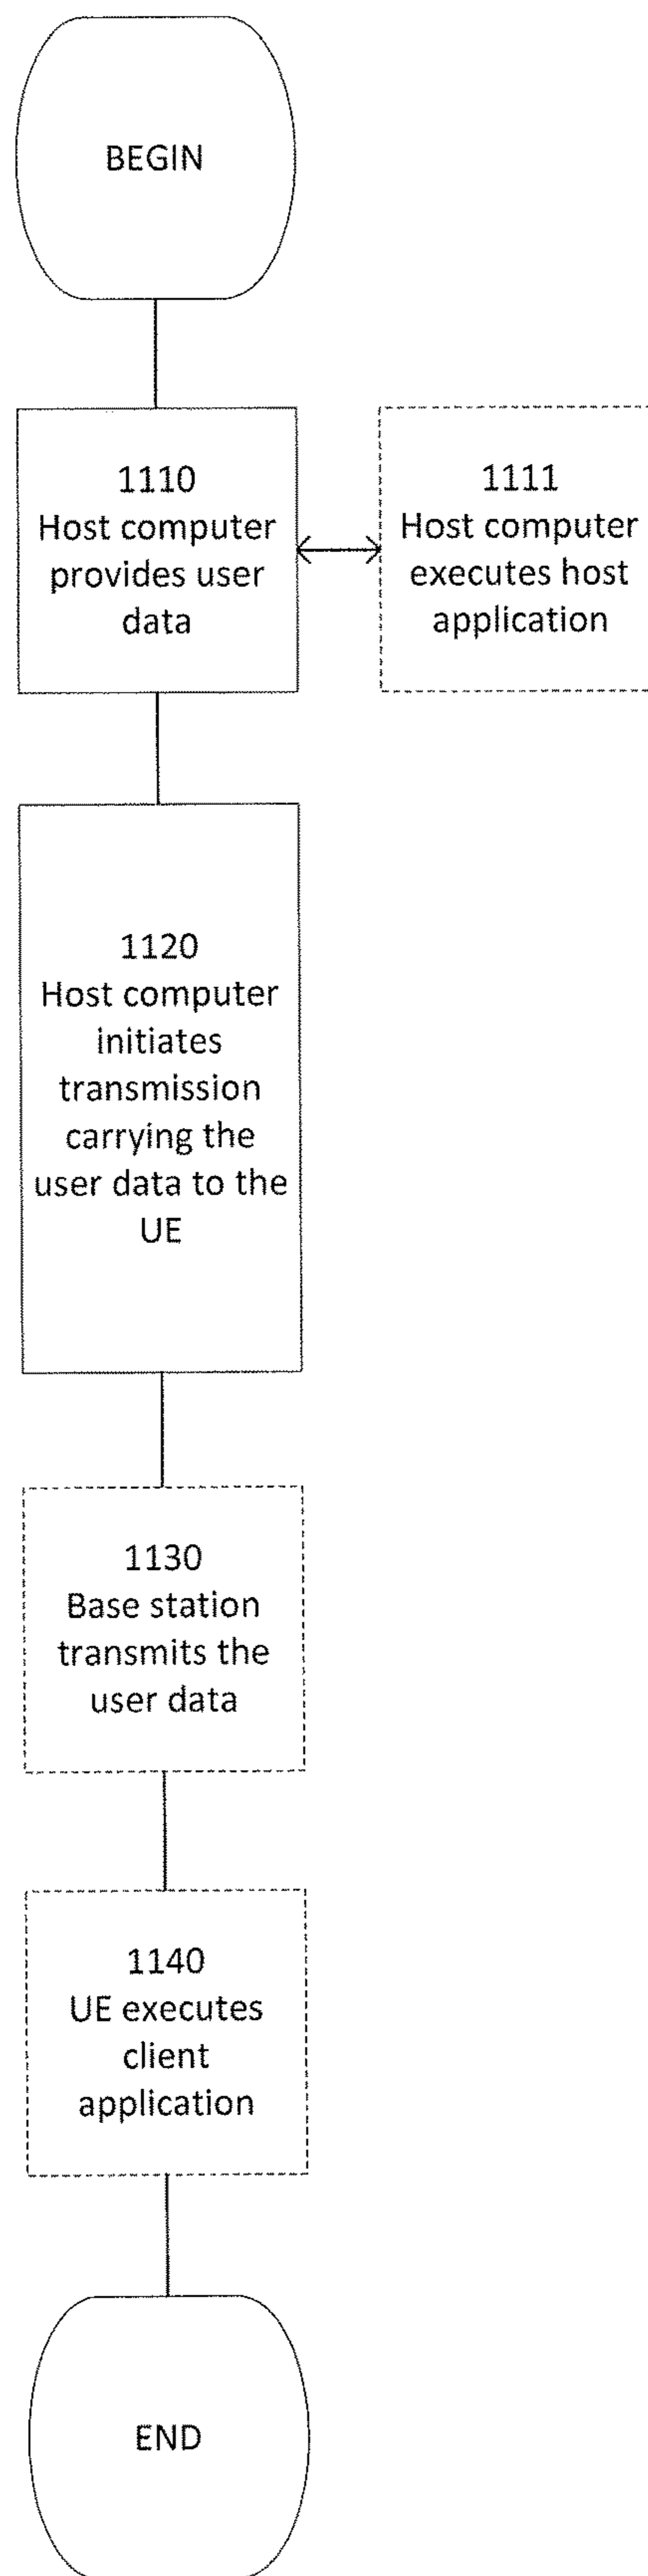 BEGIN
1110
Host computer
provides user
data
1111
Host computer
executes host
application
1120
Host computer
initiates
transmission
carrying the
user data to the
UE
1130
Base station
transmits the
user data
1140
UE executes
client
application
END